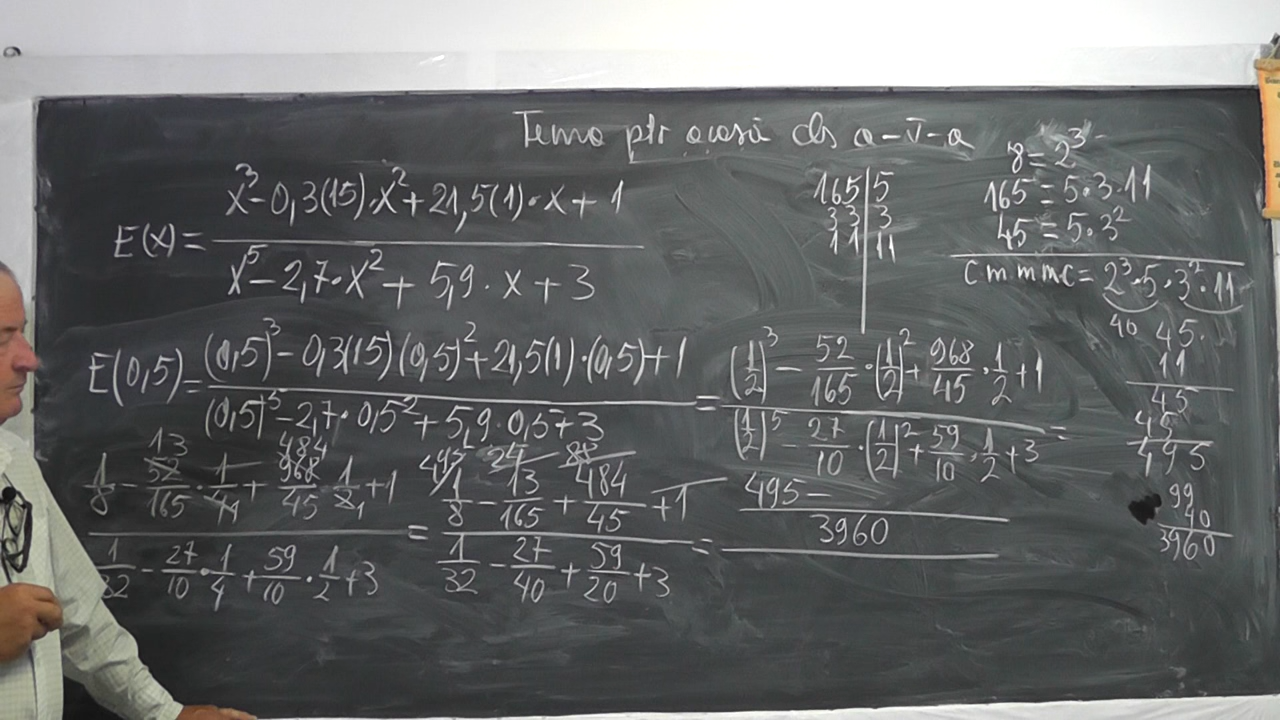 Temă ptr acasă cls a-V-a
E(x) = (x³ - 0,3(15)·x² + 21,5(1)·x + 1) / (x⁵ - 2,7·x² + 5,9·x + 3)
E(0,5) = ((0,5)³ - 0,3(15)(0,5)² + 21,5(1)·(0,5) + 1) / ((0,5)⁵ - 2,7·0,5² + 5,9·0,5 + 3) = ((1/2)³ - 52/165·(1/2)² + 968/45·1/2 + 1) / ((1/2)⁵ - 27/10·(1/2)² + 59/10·1/2 + 3) =
13 484
(1/8 - 52/165·1/4 + 968/45·1/2 + 1) / (1/32 - 27/10·1/4 + 59/10·1/2 + 3) = (1/8 - 13/165 + 484/45 + 1) / (1/32 - 27/40 + 59/20 + 3) = (495 - / 3960) /
495 24 88
165 | 5
33 | 3
11 | 11
8 = 2³
165 = 5·3·11
45 = 5·3²
cmmmc = 2³·5·3²·11
40 45·
11
45
45
495
99
40
3960